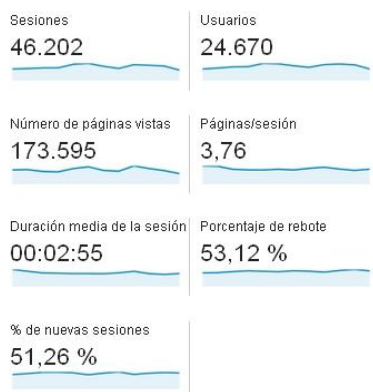 Sesiones
46.202
Usuarios
24.670
Número de páginas vistas
173.595
Páginas/sesión
3,76
Duración media de la sesión
00:02:55
Porcentaje de rebote
53,12 %
% de nuevas sesiones
51,26 %